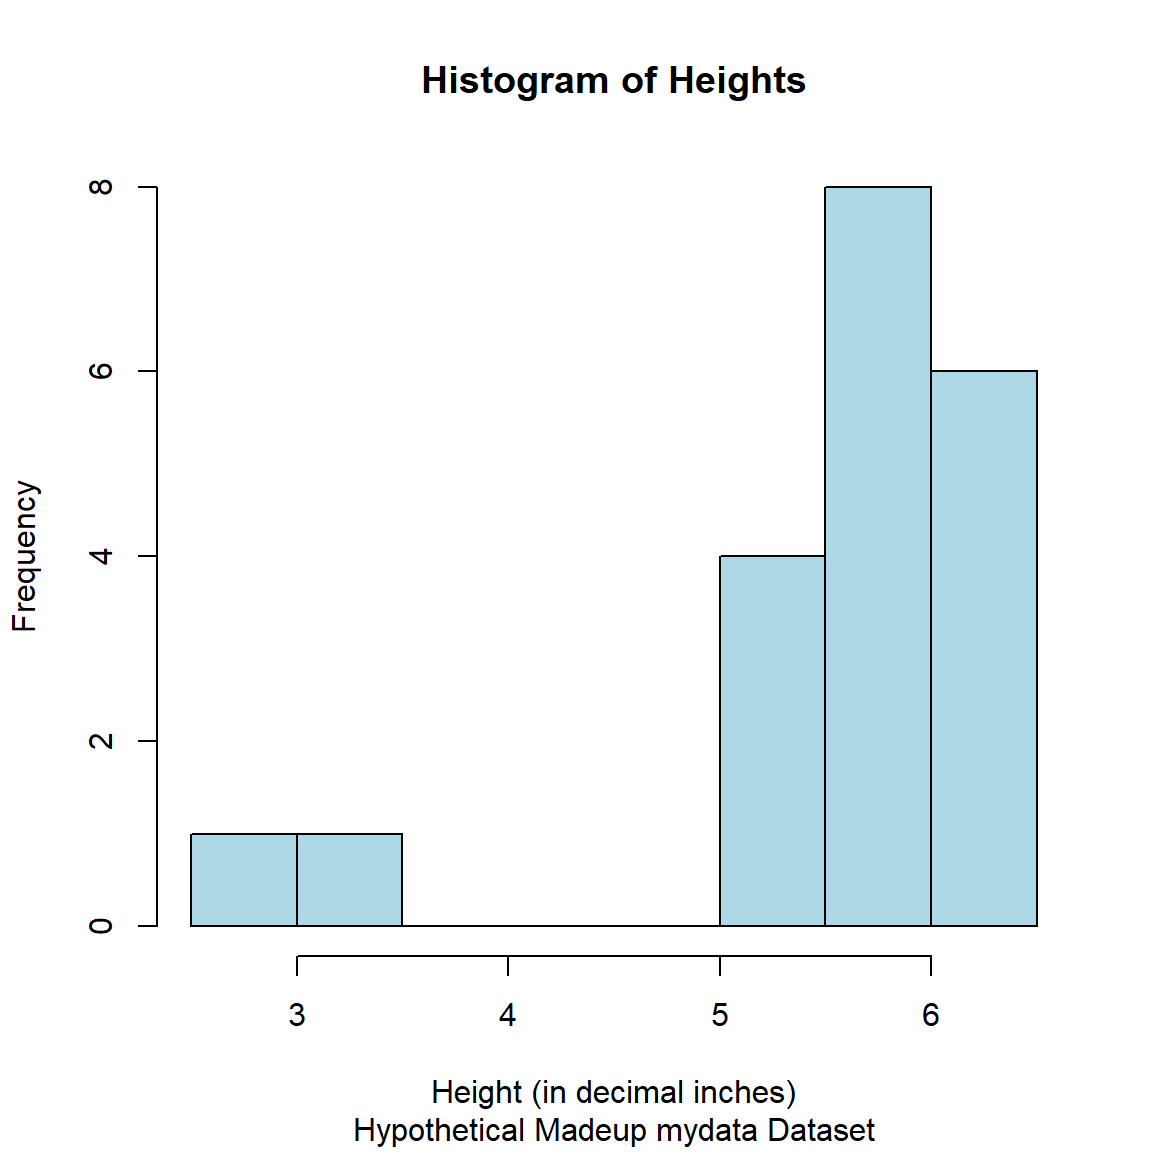 Histogram of Heights
8
6
4
2
0
Frequency
3 4 5 6
Height (in decimal inches)
Hypothetical Madeup mydata Dataset